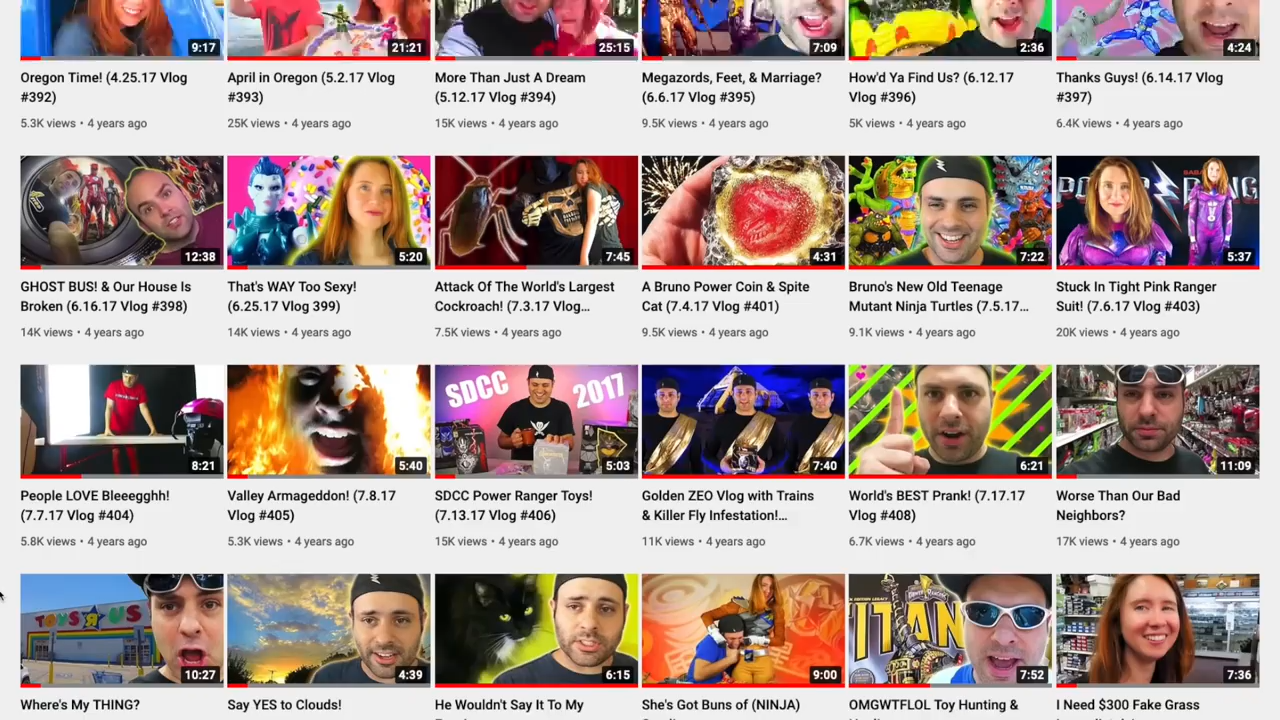 9:17
21:21
25:15
7:09
2:36
4:24
Oregon Time! (4.25.17 Vlog
#392)
5.3K views • 4 years ago
April in Oregon (5.2.17 Vlog
#393)
25K views • 4 years ago
More Than Just A Dream
(5.12.17 Vlog #394)
15K views • 4 years ago
Megazords, Feet, & Marriage?
(6.6.17 Vlog #395)
9.5K views • 4 years ago
How'd Ya Find Us? (6.12.17
Vlog #396)
5K views • 4 years ago
Thanks Guys! (6.14.17 Vlog
#397)
6.4K views • 4 years ago
12:38
5:20
7:45
4:31
7:22
5:37
GHOST BUS! & Our House Is
Broken (6.16.17 Vlog #398)
14K views • 4 years ago
That's WAY Too Sexy!
(6.25.17 Vlog 399)
14K views • 4 years ago
Attack Of The World's Largest
Cockroach! (7.3.17 Vlog...
7.5K views • 4 years ago
A Bruno Power Coin & Spite
Cat (7.4.17 Vlog #401)
9.5K views • 4 years ago
Bruno's New Old Teenage
Mutant Ninja Turtles (7.5.17...
9.1K views • 4 years ago
Stuck In Tight Pink Ranger
Suit! (7.6.17 Vlog #403)
20K views • 4 years ago
8:21
5:40
SDCC 2017
5:03
7:40
6:21
11:09
People LOVE Bleeegghh!
(7.7.17 Vlog #404)
5.8K views • 4 years ago
Valley Armageddon! (7.8.17
Vlog #405)
5.3K views • 4 years ago
SDCC Power Ranger Toys!
(7.13.17 Vlog #406)
15K views • 4 years ago
Golden ZEO Vlog with Trains
& Killer Fly Infestation!...
11K views • 4 years ago
World's BEST Prank! (7.17.17
Vlog #408)
6.7K views • 4 years ago
Worse Than Our Bad
Neighbors?
17K views • 4 years ago
TOYS R US
10:27
4:39
6:15
9:00
TITAN
7:52
7:36
Where's My THING?
Say YES to Clouds!
He Wouldn't Say It To My
She's Got Buns of (NINJA)
OMGWTFLOL Toy Hunting &
I Need $300 Fake Grass